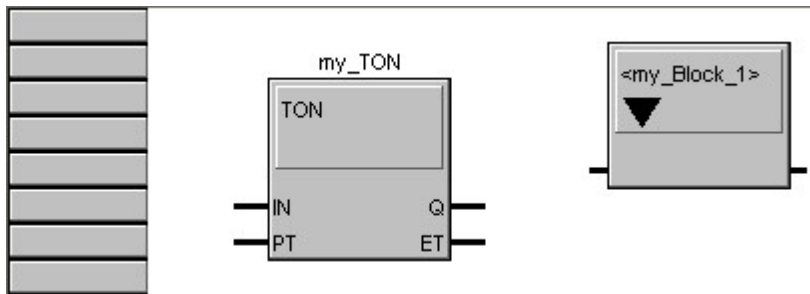 my_TON
TON
IN Q
PT ET
<my_Block_1>